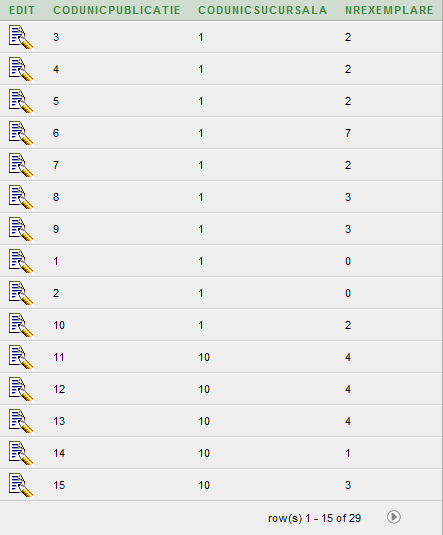 EDIT CODUNICPUBLICATIE CODUNICSUCURSALA NREXEMPLARE
3 1 2
4 1 2
5 1 2
6 1 7
7 1 2
8 1 3
9 1 3
1 1 0
2 1 0
10 1 2
11 10 4
12 10 4
13 10 4
14 10 1
15 10 3
row(s) 1 - 15 of 29